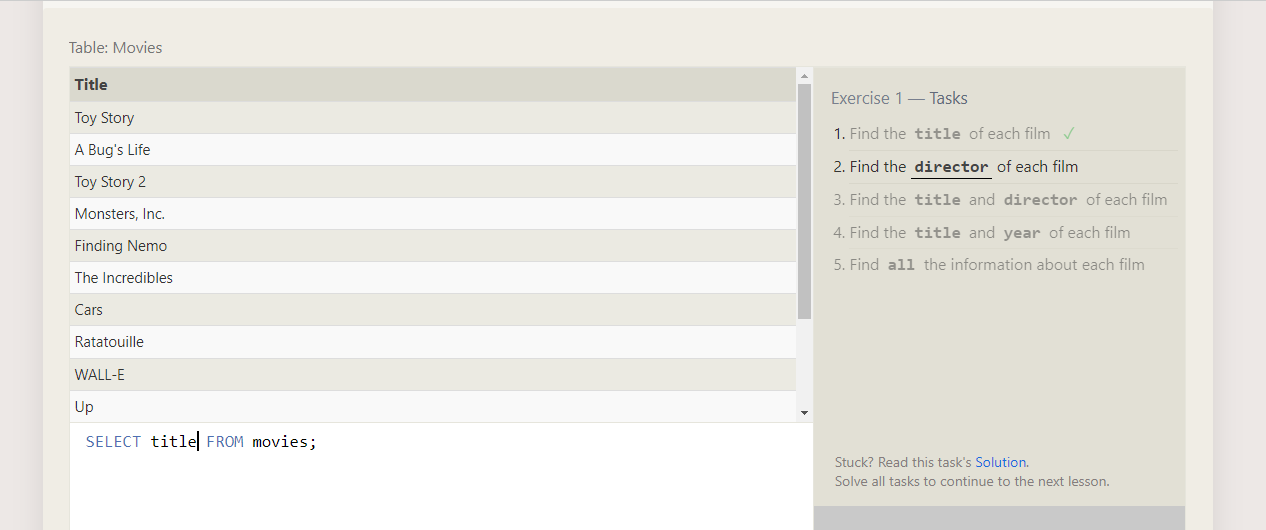 Table: Movies
Title
Toy Story
A Bug's Life
Toy Story 2
Monsters, Inc.
Finding Nemo
The Incredibles
Cars
Ratatouille
WALL-E
Up
SELECT title FROM movies;
Exercise 1 — Tasks
1. Find the title of each film ✓
2. Find the director of each film
3. Find the title and director of each film
4. Find the title and year of each film
5. Find all the information about each film
Stuck? Read this task's Solution.
Solve all tasks to continue to the next lesson.